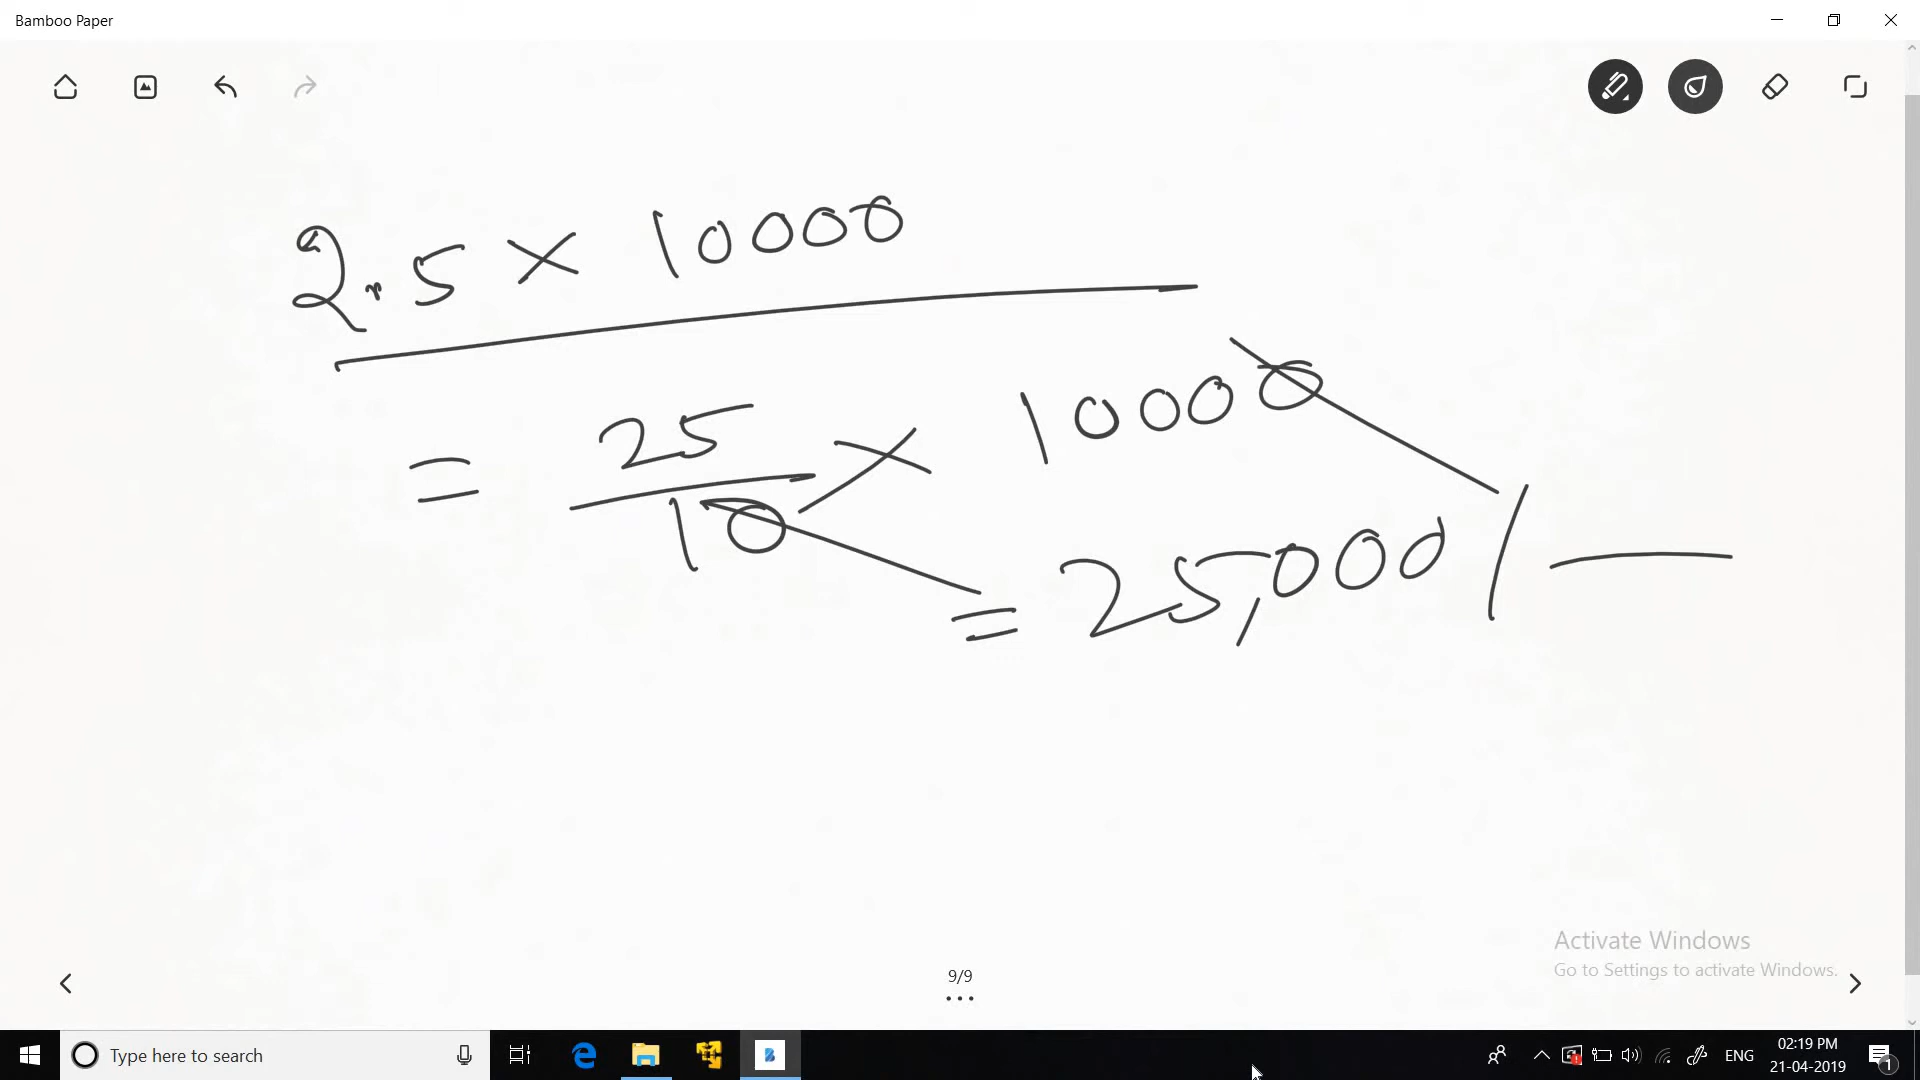 Bamboo Paper
2.5 × 10000
= 25/10 × 10000
= 25,000/—
Activate Windows
Go to Settings to activate Windows.
9/9
Type here to search
ENG
02:19 PM
21-04-2019
1